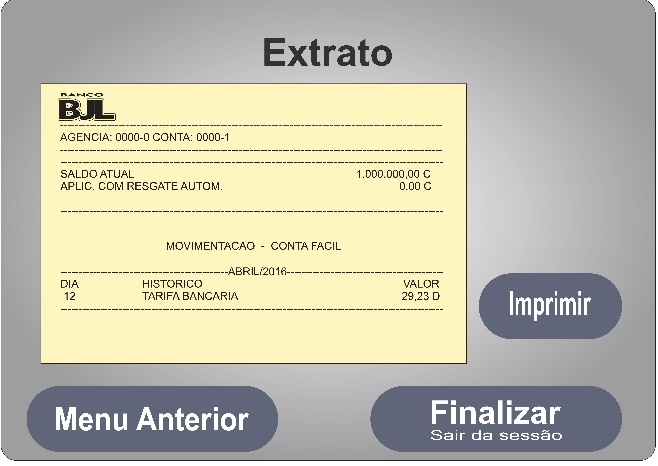 Extrato
BANCO
BJL
AGENCIA: 0000-0 CONTA: 0000-1
SALDO ATUAL 1.000.000,00 C
APLIC. COM RESGATE AUTOM. 0.00 C
MOVIMENTACAO - CONTA FACIL
ABRIL/2016
DIA HISTORICO VALOR
12 TARIFA BANCARIA 29,23 D
Imprimir
Menu Anterior
Finalizar
Sair da sessão